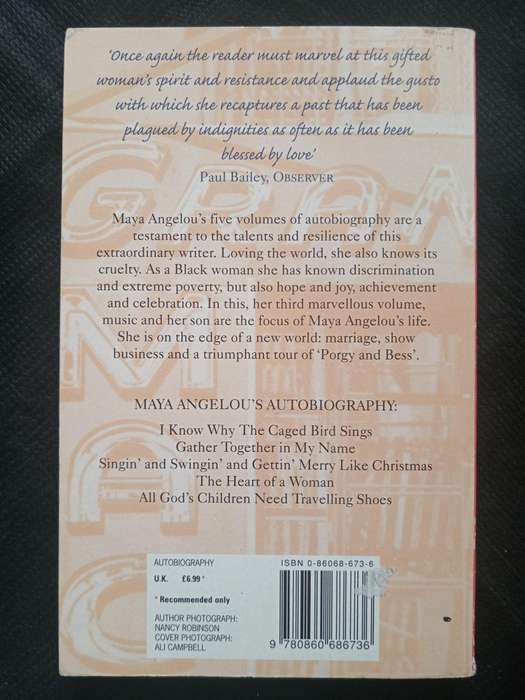 ‘Once again the reader must marvel at this gifted
woman's spirit and resistance and applaud the gusto
with which she recaptures a past that has been
plagued by indignities as often as it has been
blessed by love’
Paul Bailey, OBSERVER
Maya Angelou's five volumes of autobiography are a
testament to the talents and resilience of this
extraordinary writer. Loving the world, she also knows its
cruelty. As a Black woman she has known discrimination
and extreme poverty, but also hope and joy, achievement
and celebration. In this, her third marvellous volume,
music and her son are the focus of Maya Angelou's life.
She is on the edge of a new world: marriage, show
business and a triumphant tour of ‘Porgy and Bess’.
MAYA ANGELOU'S AUTOBIOGRAPHY:
I Know Why The Caged Bird Sings
Gather Together in My Name
Singin' and Swingin' and Gettin' Merry Like Christmas
The Heart of a Woman
All God's Children Need Travelling Shoes
AUTOBIOGRAPHY
U.K. £6.99*
* Recommended only
AUTHOR PHOTOGRAPH:
NANCY ROBINSON
COVER PHOTOGRAPH:
ALI CAMPBELL
ISBN 0-86068-673-6
9 780860 686736